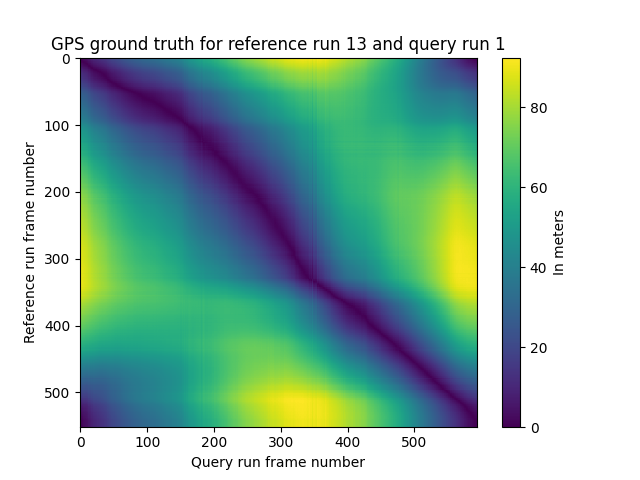 GPS ground truth for reference run 13 and query run 1
0
100
200
300
400
500
Reference run frame number
0 100 200 300 400 500
Query run frame number
80
60
40
20
0
In meters